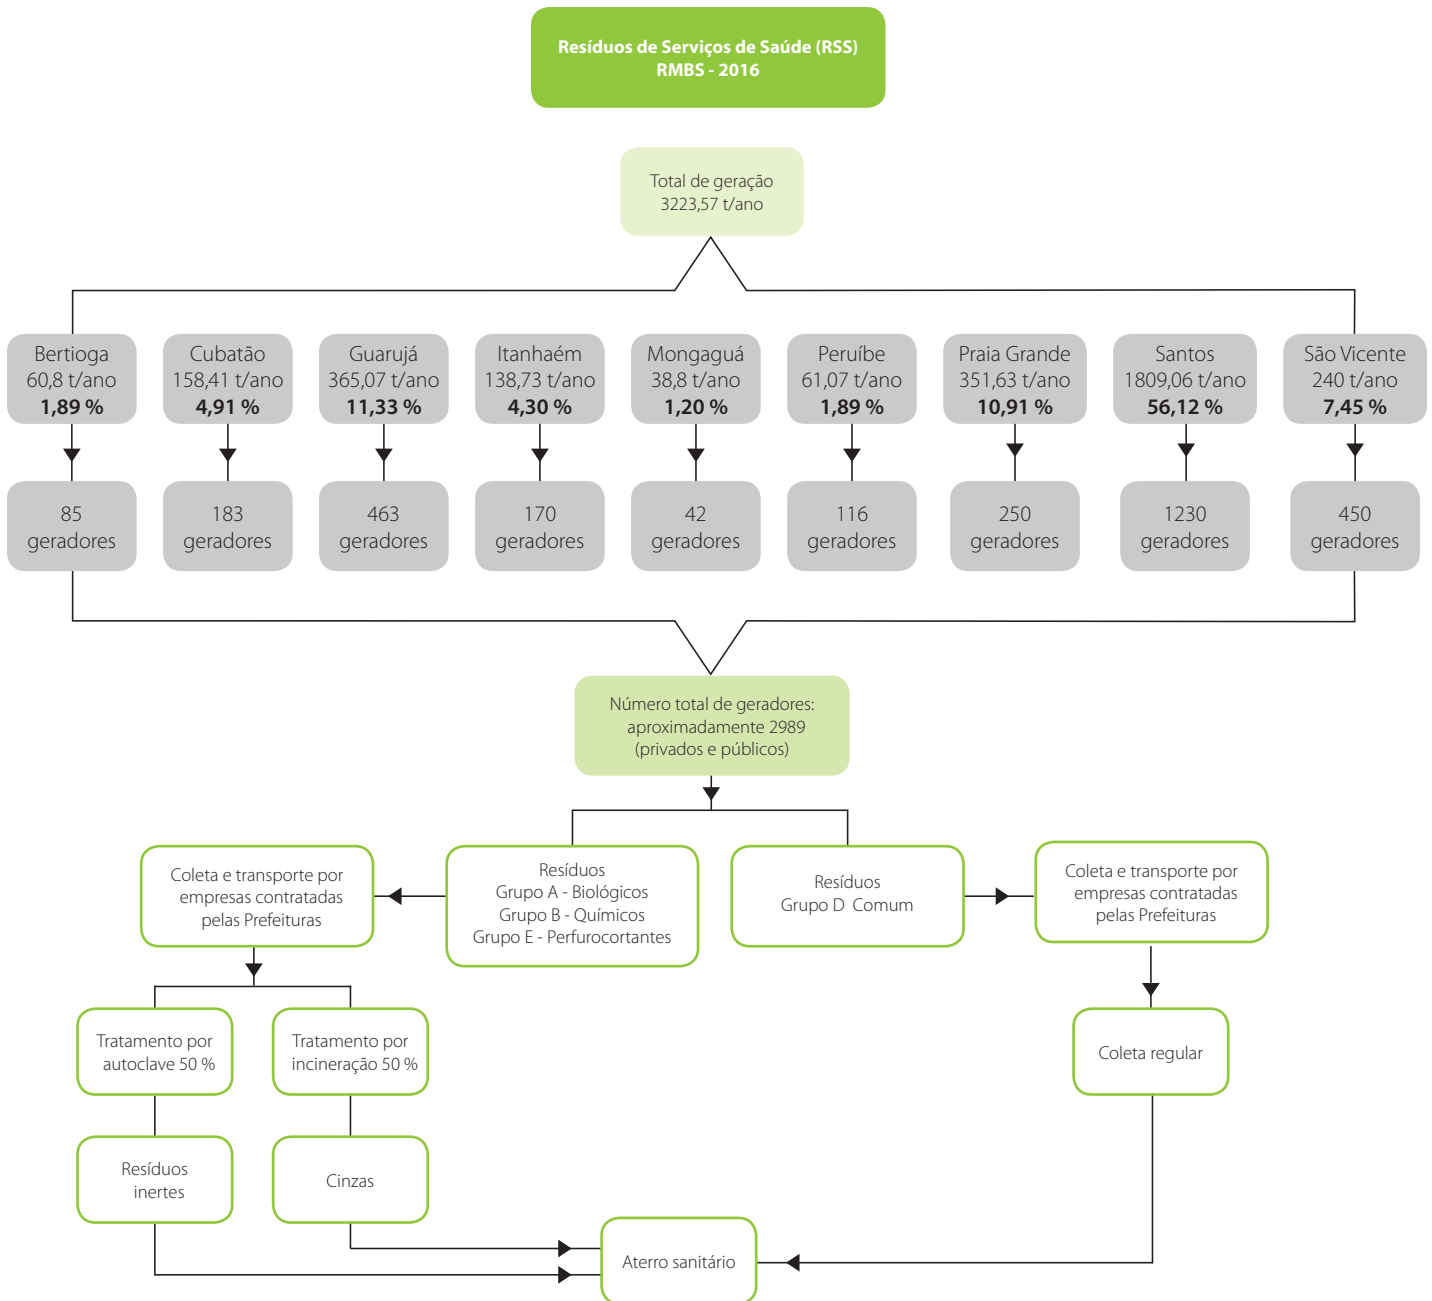 Resíduos de Serviços de Saúde (RSS)
RMBS - 2016
Total de geração
3223,57 t/ano
Bertioga
60,8 t/ano
1,89 %
Cubatão
158,41 t/ano
4,91 %
Guarujá
365,07 t/ano
11,33 %
Itanhaém
138,73 t/ano
4,30 %
Mongaguá
38,8 t/ano
1,20 %
Peruíbe
61,07 t/ano
1,89 %
Praia Grande
351,63 t/ano
10,91 %
Santos
1809,06 t/ano
56,12 %
São Vicente
240 t/ano
7,45 %
85
geradores
183
geradores
463
geradores
170
geradores
42
geradores
116
geradores
250
geradores
1230
geradores
450
geradores
Número total de geradores:
aproximadamente 2989
(privados e públicos)
Coleta e transporte por
empresas contratadas
pelas Prefeituras
Resíduos
Grupo A - Biológicos
Grupo B - Químicos
Grupo E - Perfurocortantes
Resíduos
Grupo D Comum
Coleta e transporte por
empresas contratadas
pelas Prefeituras
Tratamento por
autoclave 50 %
Tratamento por
incineração 50 %
Coleta regular
Resíduos
inertes
Cinzas
Aterro sanitário